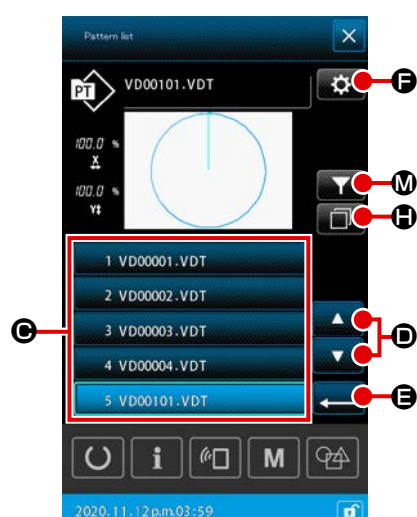 Pattern list
PT VD00101.VDT
F
100.0 %
X
100.0 %
Y
M
H
1 VD00001.VDT
2 VD00002.VDT
3 VD00003.VDT
4 VD00004.VDT
5 VD00101.VDT
C
D
E
i M
2020.11.12p.m.03:59